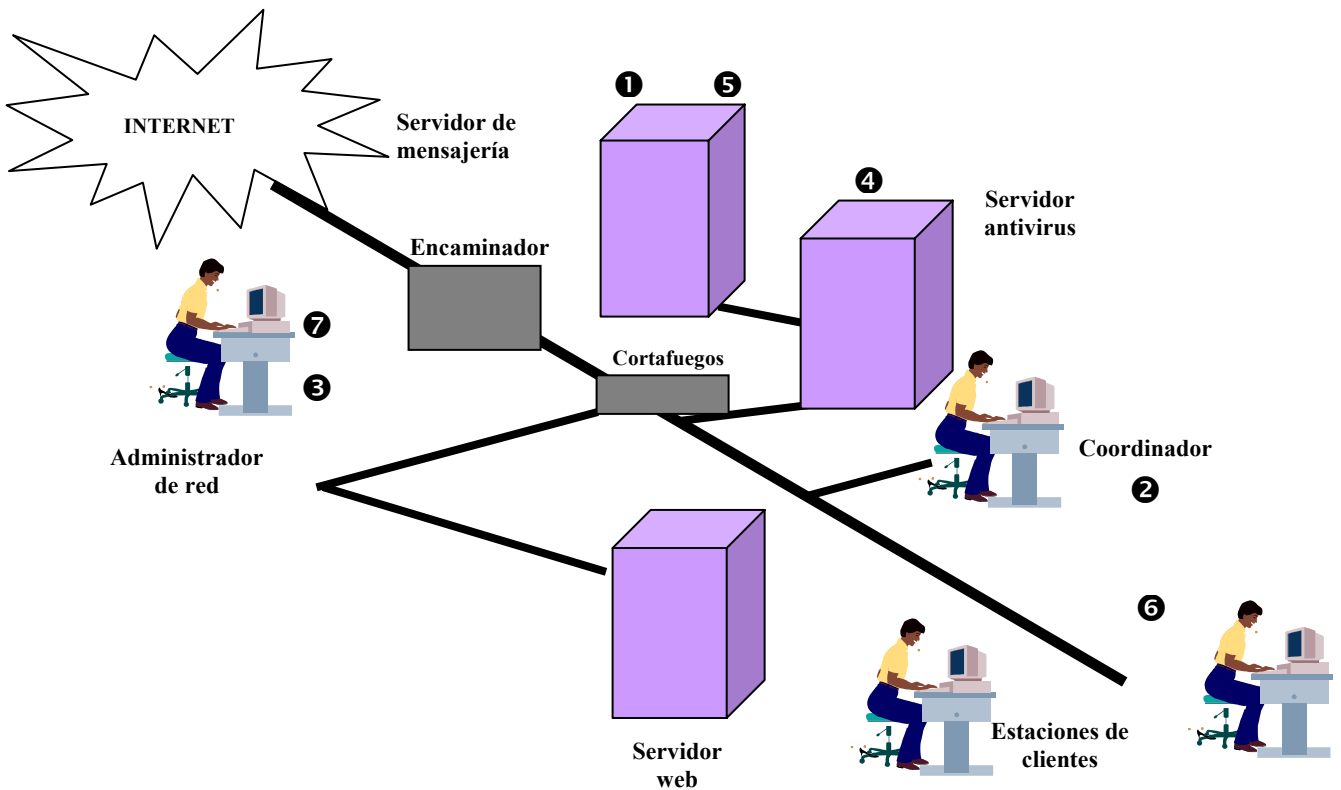 ❶ ❺
INTERNET
Servidor de
mensajería
❹
Servidor
antivirus
Encaminador
❼
Cortafuegos
❸
Administrador
de red
Coordinador
❷
❻
Estaciones de
clientes
Servidor
web